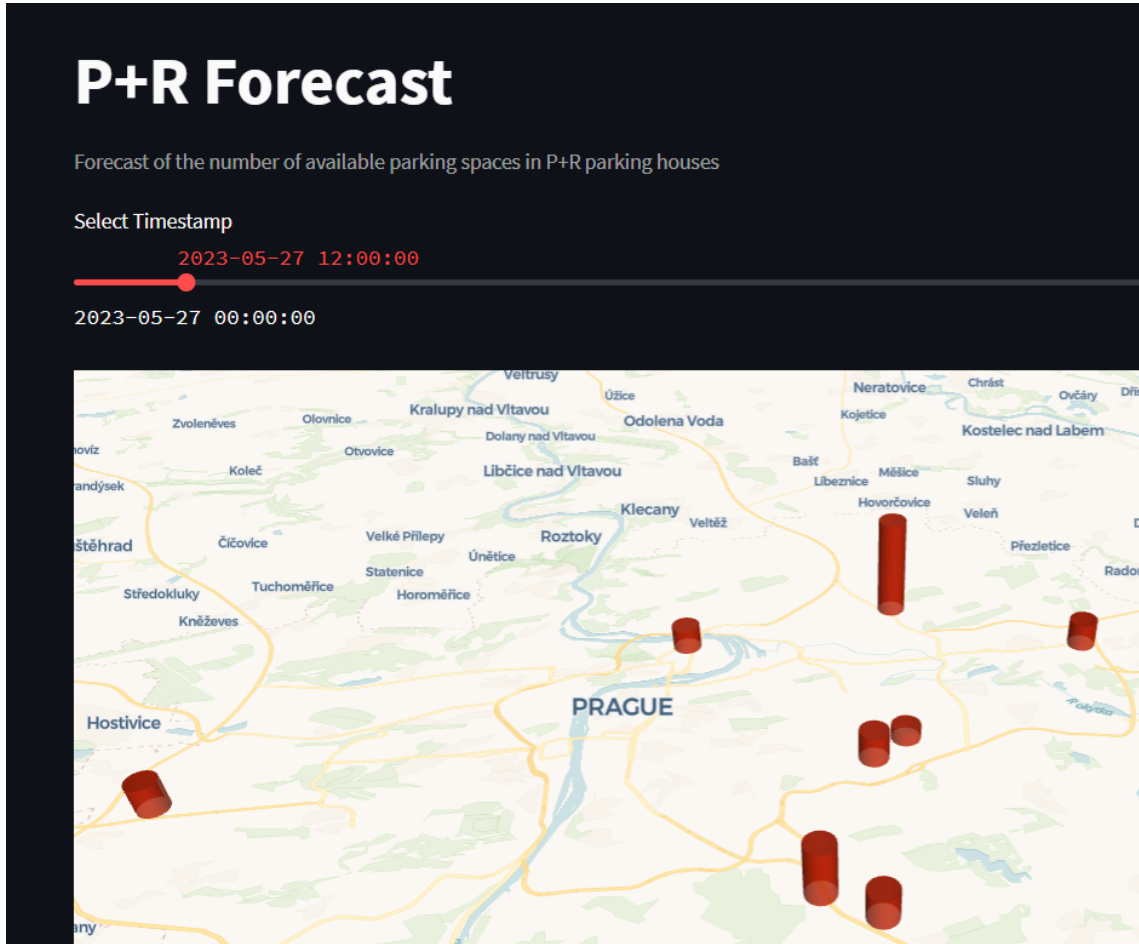 P+R Forecast
Forecast of the number of available parking spaces in P+R parking houses
Select Timestamp
2023-05-27 12:00:00
2023-05-27 00:00:00
Veltrusy
Neratovice
Chrást
Úžice
Ovčáry
Kralupy nad Vltavou
Kojetice
Olovnice
Odolena Voda
Zvoleněves
Kostelec nad Labem
Dolany nad Vltavou
Otvovice
Bašť
Koleč
Libčice nad Vltavou
Měšice
Líbeznice
Sluhy
Hovorčovice
Klecany
Veleň
Veltěž
Velké Přílepy
Roztoky
Číčovice
Přezletice
Únětice
Statenice
Tuchoměřice
Středokluky
Horoměřice
Kněževes
PRAGUE
Rokytka
Hostivice